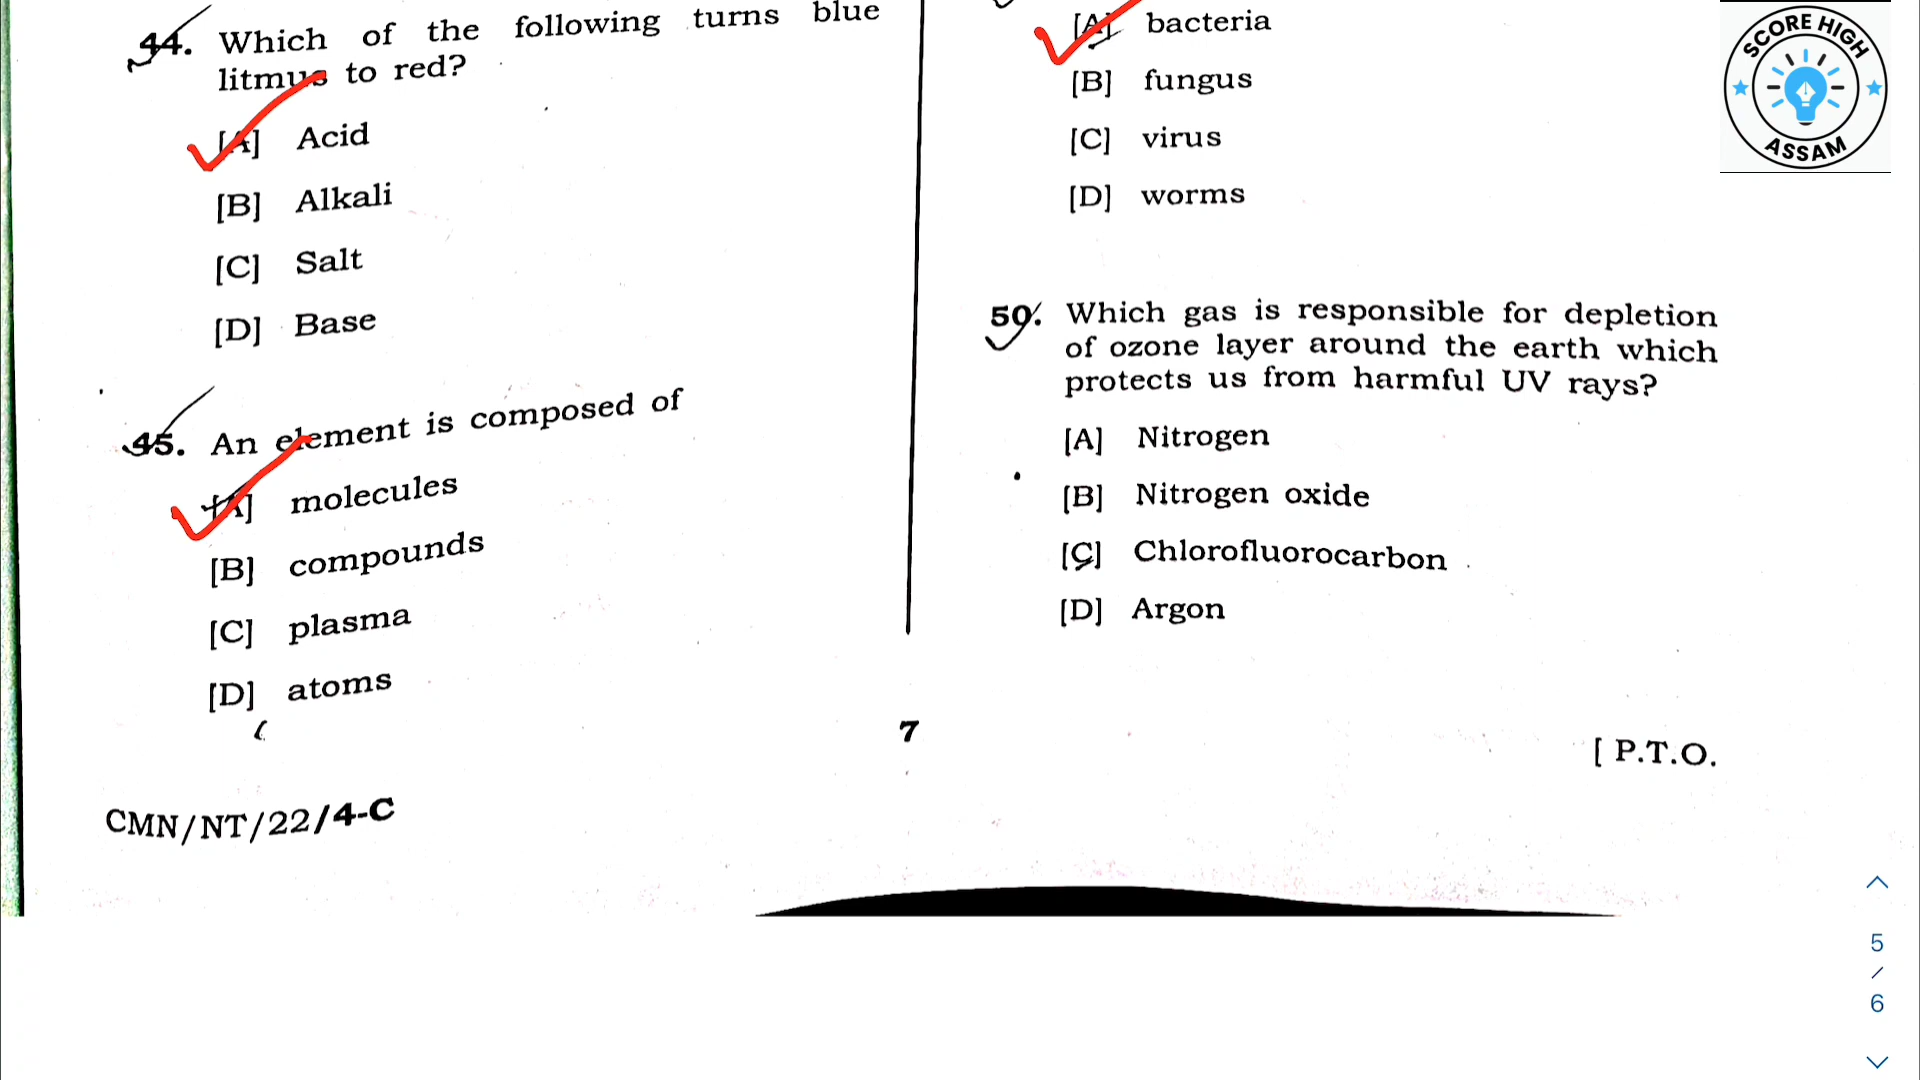 44. Which of the following turns blue
litmus to red?
[A] Acid
[B] Alkali
[C] Salt
[D] Base
45. An element is composed of
[A] molecules
[B] compounds
[C] plasma
[D] atoms
[A] bacteria
[B] fungus
[C] virus
[D] worms
50. Which gas is responsible for depletion
of ozone layer around the earth which
protects us from harmful UV rays?
[A] Nitrogen
[B] Nitrogen oxide
[C] Chlorofluorocarbon
[D] Argon
7
[ P.T.O.
CMN/NT/22/4-C
SCORE HIGH
ASSAM
5
/
6